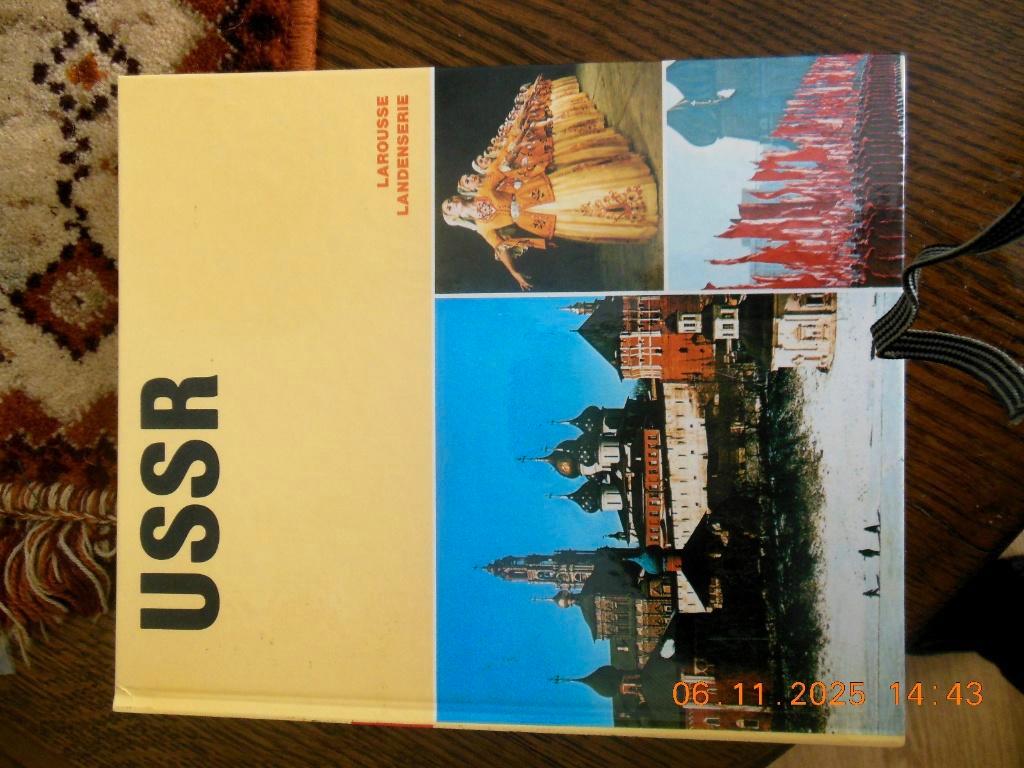 USSR
LAROUSSE
LANDENSERIE
06.11.2025 14:43